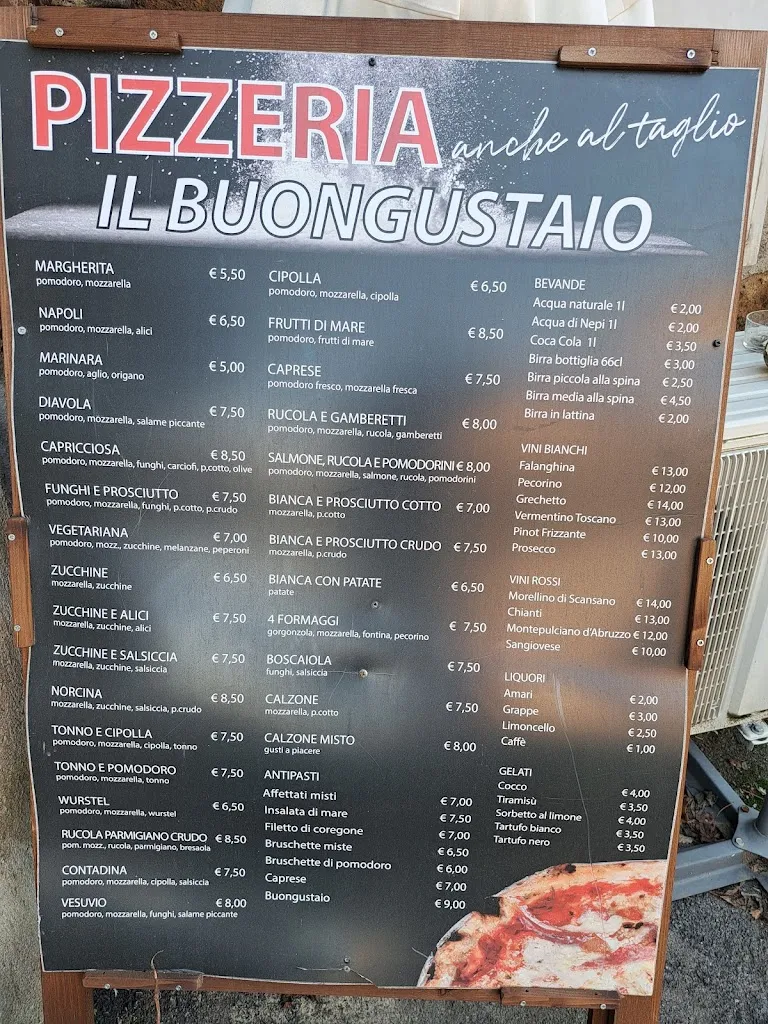 PIZZERIA anche al taglio
IL BUONGUSTAIO
MARGHERITA € 5,50
pomodoro, mozzarella
NAPOLI € 6,50
pomodoro, mozzarella, alici
MARINARA € 5,00
pomodoro, aglio, origano
DIAVOLA € 7,50
pomodoro, mozzarella, salame piccante
CAPRICCIOSA € 8,50
pomodoro, mozzarella, funghi, carciofi, p.cotto, olive
FUNGHI E PROSCIUTTO € 7,50
pomodoro, mozzarella, funghi, p.cotto, p.crudo
VEGETARIANA € 7,00
pomodoro, mozz., zucchine, melanzane, peperoni
ZUCCHINE € 6,50
mozzarella, zucchine
ZUCCHINE E ALICI € 7,50
mozzarella, zucchine, alici
ZUCCHINE E SALSICCIA € 7,50
mozzarella, zucchine, salsiccia
NORCINA € 8,50
mozzarella, zucchine, salsiccia, p.crudo
TONNO E CIPOLLA € 7,50
pomodoro, mozzarella, cipolla, tonno
TONNO E POMODORO € 7,50
pomodoro, mozzarella, tonno
WURSTEL € 6,50
pomodoro, mozzarella, wurstel
RUCOLA PARMIGIANO CRUDO € 8,50
pom. mozz., rucola, parmigiano, bresaola
CONTADINA € 7,50
pomodoro, mozzarella, cipolla, salsiccia
VESUVIO € 8,00
pomodoro, mozzarella, funghi, salame piccante
CIPOLLA € 6,50
pomodoro, mozzarella, cipolla
FRUTTI DI MARE € 8,50
pomodoro, frutti di mare
CAPRESE € 7,50
pomodoro fresco, mozzarella fresca
RUCOLA E GAMBERETTI € 8,00
pomodoro, mozzarella, rucola, gamberetti
SALMONE, RUCOLA E POMODORINI € 8,00
pomodoro, mozzarella, salmone, rucola, pomodorini
BIANCA E PROSCIUTTO COTTO € 7,00
mozzarella, p.cotto
BIANCA E PROSCIUTTO CRUDO € 7,50
mozzarella, p.crudo
BIANCA CON PATATE € 6,50
patate
4 FORMAGGI € 7,50
gorgonzola, mozzarella, fontina, pecorino
BOSCAIOLA € 7,50
funghi, salsiccia
CALZONE € 7,50
mozzarella, p.cotto
CALZONE MISTO € 8,00
gusti a piacere
ANTIPASTI
Affettati misti € 7,00
Insalata di mare € 7,50
Filetto di coregone € 7,00
Bruschette miste € 6,50
Bruschette di pomodoro € 6,00
Caprese € 7,00
Buongustaio € 9,00
BEVANDE
Acqua naturale 1l € 2,00
Acqua di Nepi 1l € 2,00
Coca Cola 1l € 3,50
Birra bottiglia 66cl € 3,00
Birra piccola alla spina € 2,50
Birra media alla spina € 4,50
Birra in lattina € 2,00
VINI BIANCHI
Falanghina € 13,00
Pecorino € 12,00
Grechetto € 14,00
Vermentino Toscano € 13,00
Pinot Frizzante € 10,00
Prosecco € 13,00
VINI ROSSI
Morellino di Scansano € 14,00
Chianti € 13,00
Montepulciano d'Abruzzo € 12,00
Sangiovese € 10,00
LIQUORI
Amari € 2,00
Grappe € 3,00
Limoncello € 2,50
Caffè € 1,00
GELATI
Cocco € 4,00
Tiramisù € 3,50
Sorbetto al limone € 4,00
Tartufo bianco € 3,50
Tartufo nero € 3,50